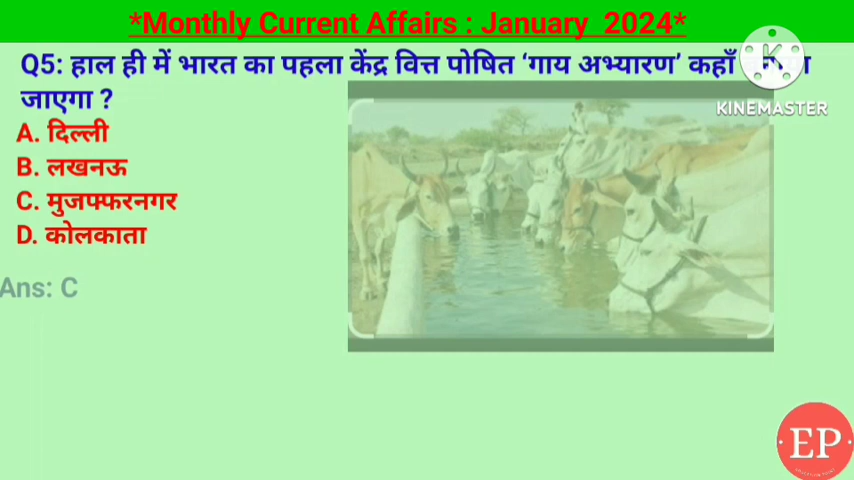 *Monthly Current Affairs : January 2024*
Q5: हाल ही में भारत का पहला केंद्र वित्त पोषित ‘गाय अभ्यारण’ कहाँ
जाएगा ?
KINEMASTER
A. दिल्ली
B. लखनऊ
C. मुजफ्फरनगर
D. कोलकाता
Ans: C
EP